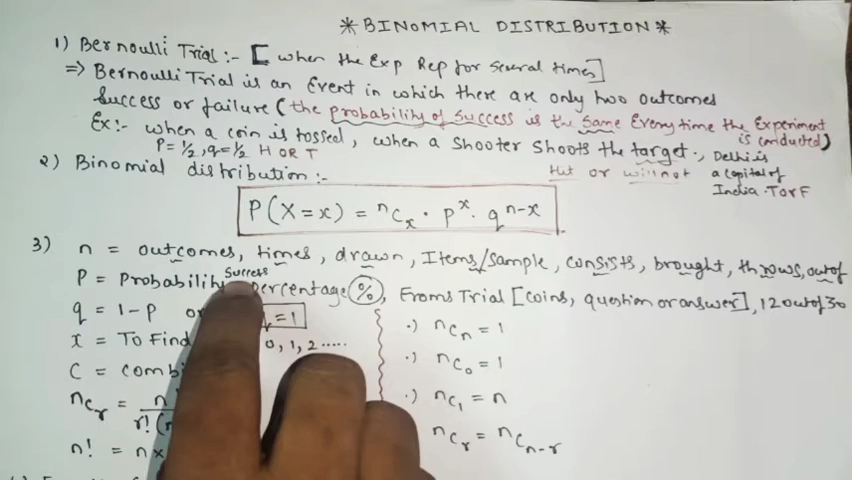 *BINOMIAL DISTRIBUTION*
1) Bernoulli Trial :- [ when the Exp Rep for several times]
=> Bernoulli Trial is an Event in which there are only two outcomes
Success or failure ( the probability of Success is the Same Every time the Experiment
is conducted)
Ex:- when a coin is tossed, when a shooter shoots the target., Delhi is
P=1/2, q=1/2 H OR T
Hit or will not
a capital of
India. T or F
2) Binomial distribution :-
P(X=x) = nCx . p^x . q^n-x
3) n = outcomes, times, drawn, Items/sample, consists, brought, throws, out of
P = Probability Success percentage (%), From Trial [coins, question or answer], 12 out of 30
q = 1-p or = 1
x = To Find 0, 1, 2 .....
C = comb
nCr = n / r! (
n! = nx
.) nCn = 1
.) nC0 = 1
.) nC1 = n
nCr = nCn-r